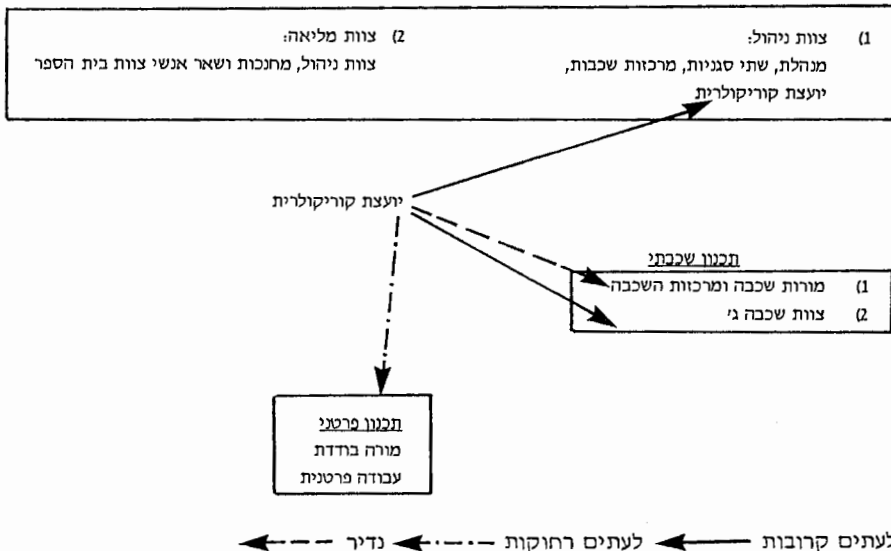 1) צוות ניהול:
מנהלת, שתי סגניות, מרכזות שכבות,
יועצת קוריקולרית
2) צוות מליאה:
צוות ניהול, מחנכות ושאר אנשי צוות בית הספר
יועצת קוריקולרית
תכנון שכבתי
1) מורות שכבה ומרכזות השכבה
2) צוות שכבה ג'
תכנון פרטני
מורה בודדת
עבודה פרטנית
לעתים קרובות לעתים רחוקות נדיר